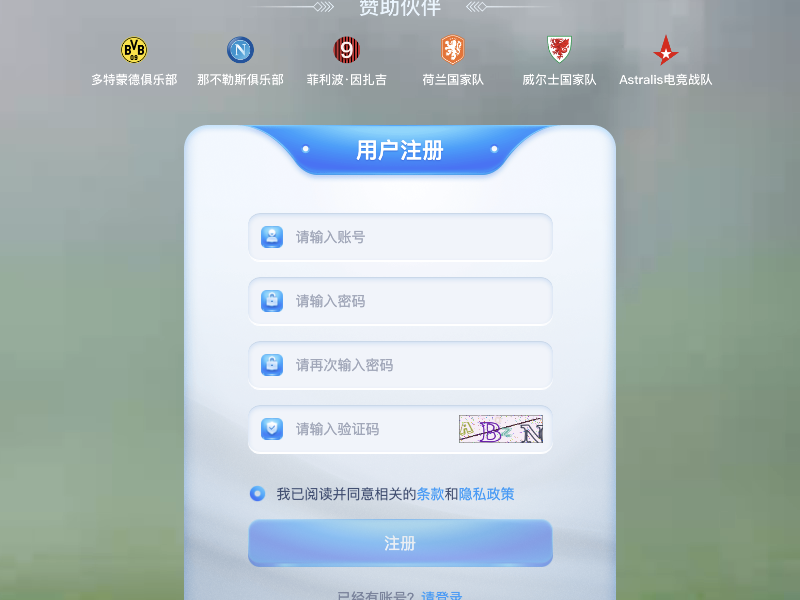 赞助伙伴
BVB 09
N
9
多特蒙德俱乐部 那不勒斯俱乐部 菲利波·因扎吉 荷兰国家队 威尔士国家队 Astralis电竞战队
用户注册
请输入账号
请输入密码
请再次输入密码
请输入验证码
A B z N
我已阅读并同意相关的条款和隐私政策
注册
已经有账号？请登录